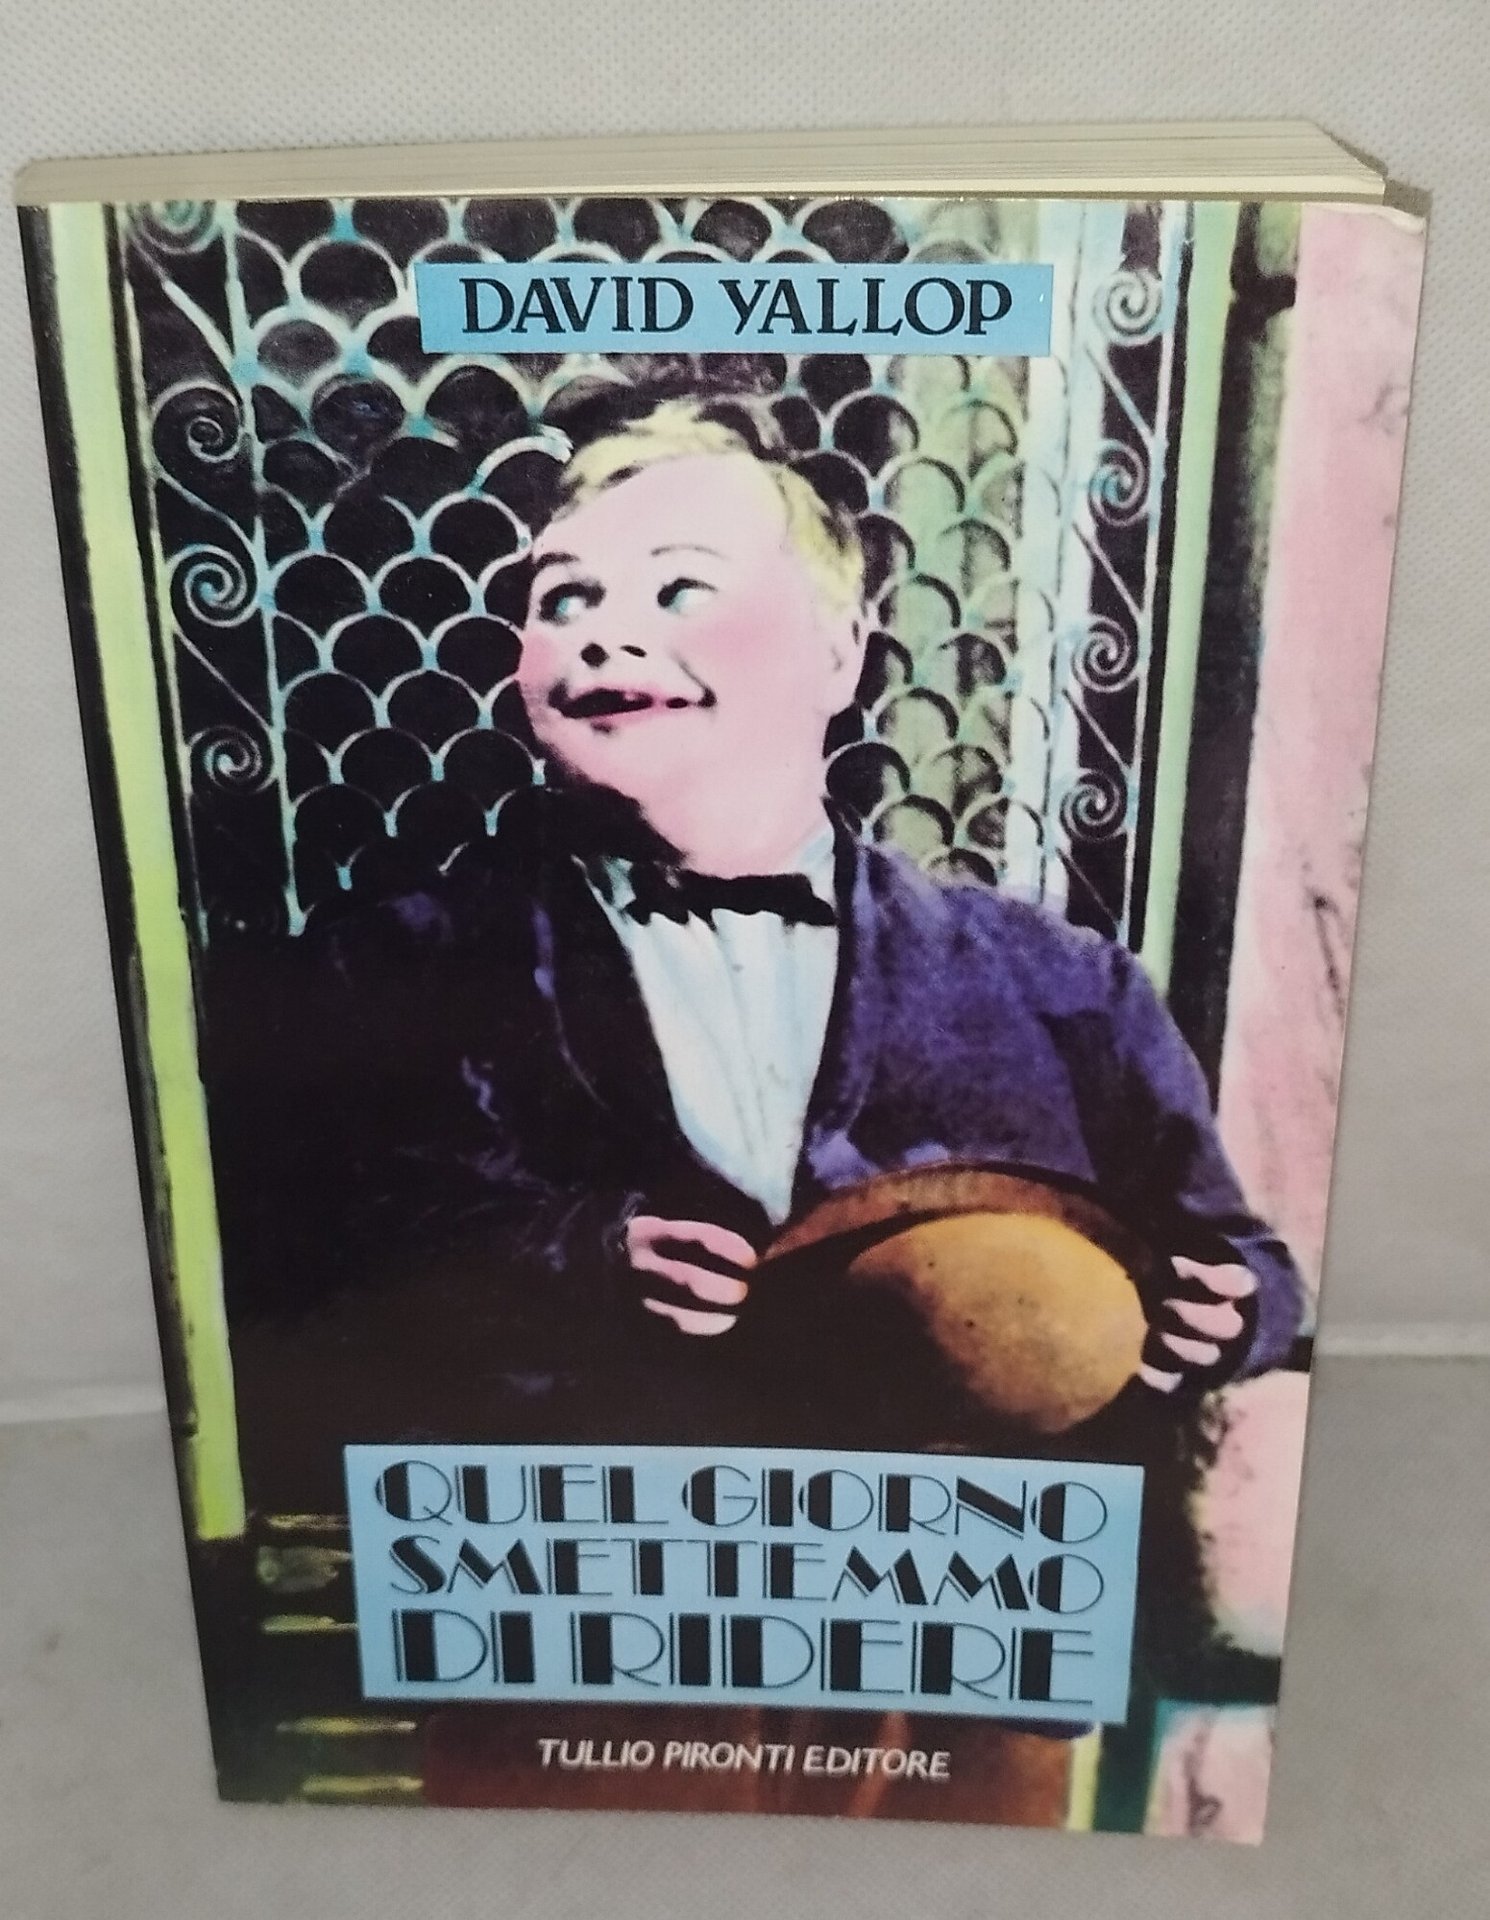 DAVID YALLOP
QUEL GIORNO
SMETTEMMO
DI RIDERE
TULLIO PIRONTI EDITORE